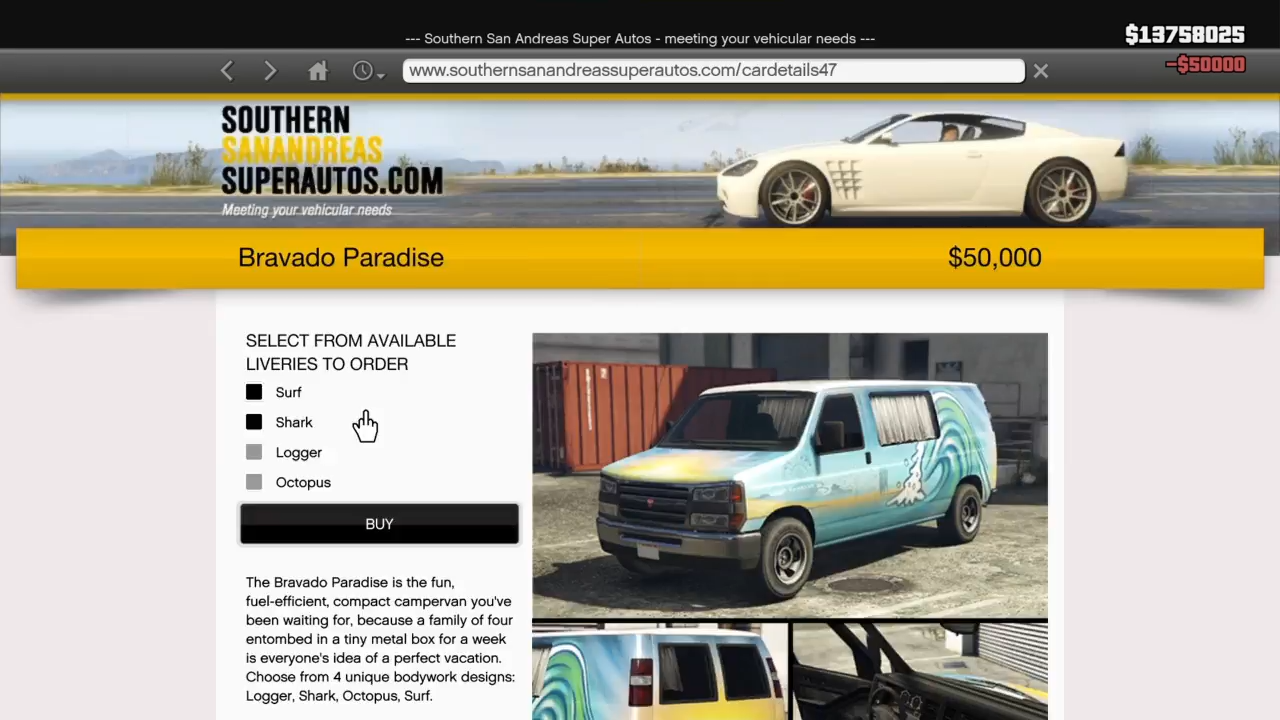 --- Southern San Andreas Super Autos - meeting your vehicular needs ---
$13758025
-$50000
www.southernsanandreassuperautos.com/cardetails47
SOUTHERN
SANANDREAS
SUPERAUTOS.COM
Meeting your vehicular needs
Bravado Paradise
$50,000
SELECT FROM AVAILABLE
LIVERIES TO ORDER
Surf
Shark
Logger
Octopus
BUY
The Bravado Paradise is the fun,
fuel-efficient, compact campervan you've
been waiting for, because a family of four
entombed in a tiny metal box for a week
is everyone's idea of a perfect vacation.
Choose from 4 unique bodywork designs:
Logger, Shark, Octopus, Surf.